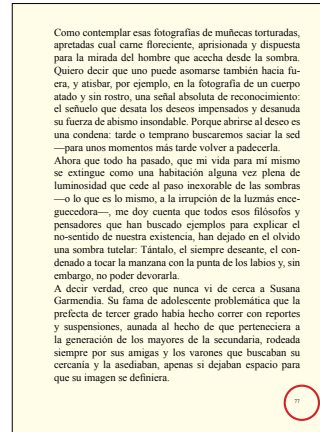 Como contemplar esas fotografías de muñecas torturadas,
apretadas cual carne floreciente, aprisionada y dispuesta
para la mirada del hombre que acecha desde la sombra.
Quiero decir que uno puede asomarse también hacia fu-
era, y atisbar, por ejemplo, en la fotografía de un cuerpo
atado y sin rostro, una señal absoluta de reconocimiento:
el señuelo que desata los deseos impensados y desanuda
su fuerza de abismo insondable. Porque abrirse al deseo es
una condena: tarde o temprano buscaremos saciar la sed
—para unos momentos más tarde volver a padecerla.
Ahora que todo ha pasado, que mi vida para mí mismo
se extingue como una habitación alguna vez plena de
luminosidad que cede al paso inexorable de las sombras
—o lo que es lo mismo, a la irrupción de la luzmás ence-
guecedora—, me doy cuenta que todos esos filósofos y
pensadores que han buscado ejemplos para explicar el
no-sentido de nuestra existencia, han dejado en el olvido
una sombra tutelar: Tántalo, el siempre deseante, el con-
denado a tocar la manzana con la punta de los labios y, sin
embargo, no poder devorarla.
A decir verdad, creo que nunca vi de cerca a Susana
Garmendia. Su fama de adolescente problemática que la
prefecta de tercer grado había hecho correr con reportes
y suspensiones, aunada al hecho de que perteneciera a
la generación de los mayores de la secundaria, rodeada
siempre por sus amigas y los varones que buscaban su
cercanía y la asediaban, apenas si dejaban espacio para
que su imagen se definiera.
77